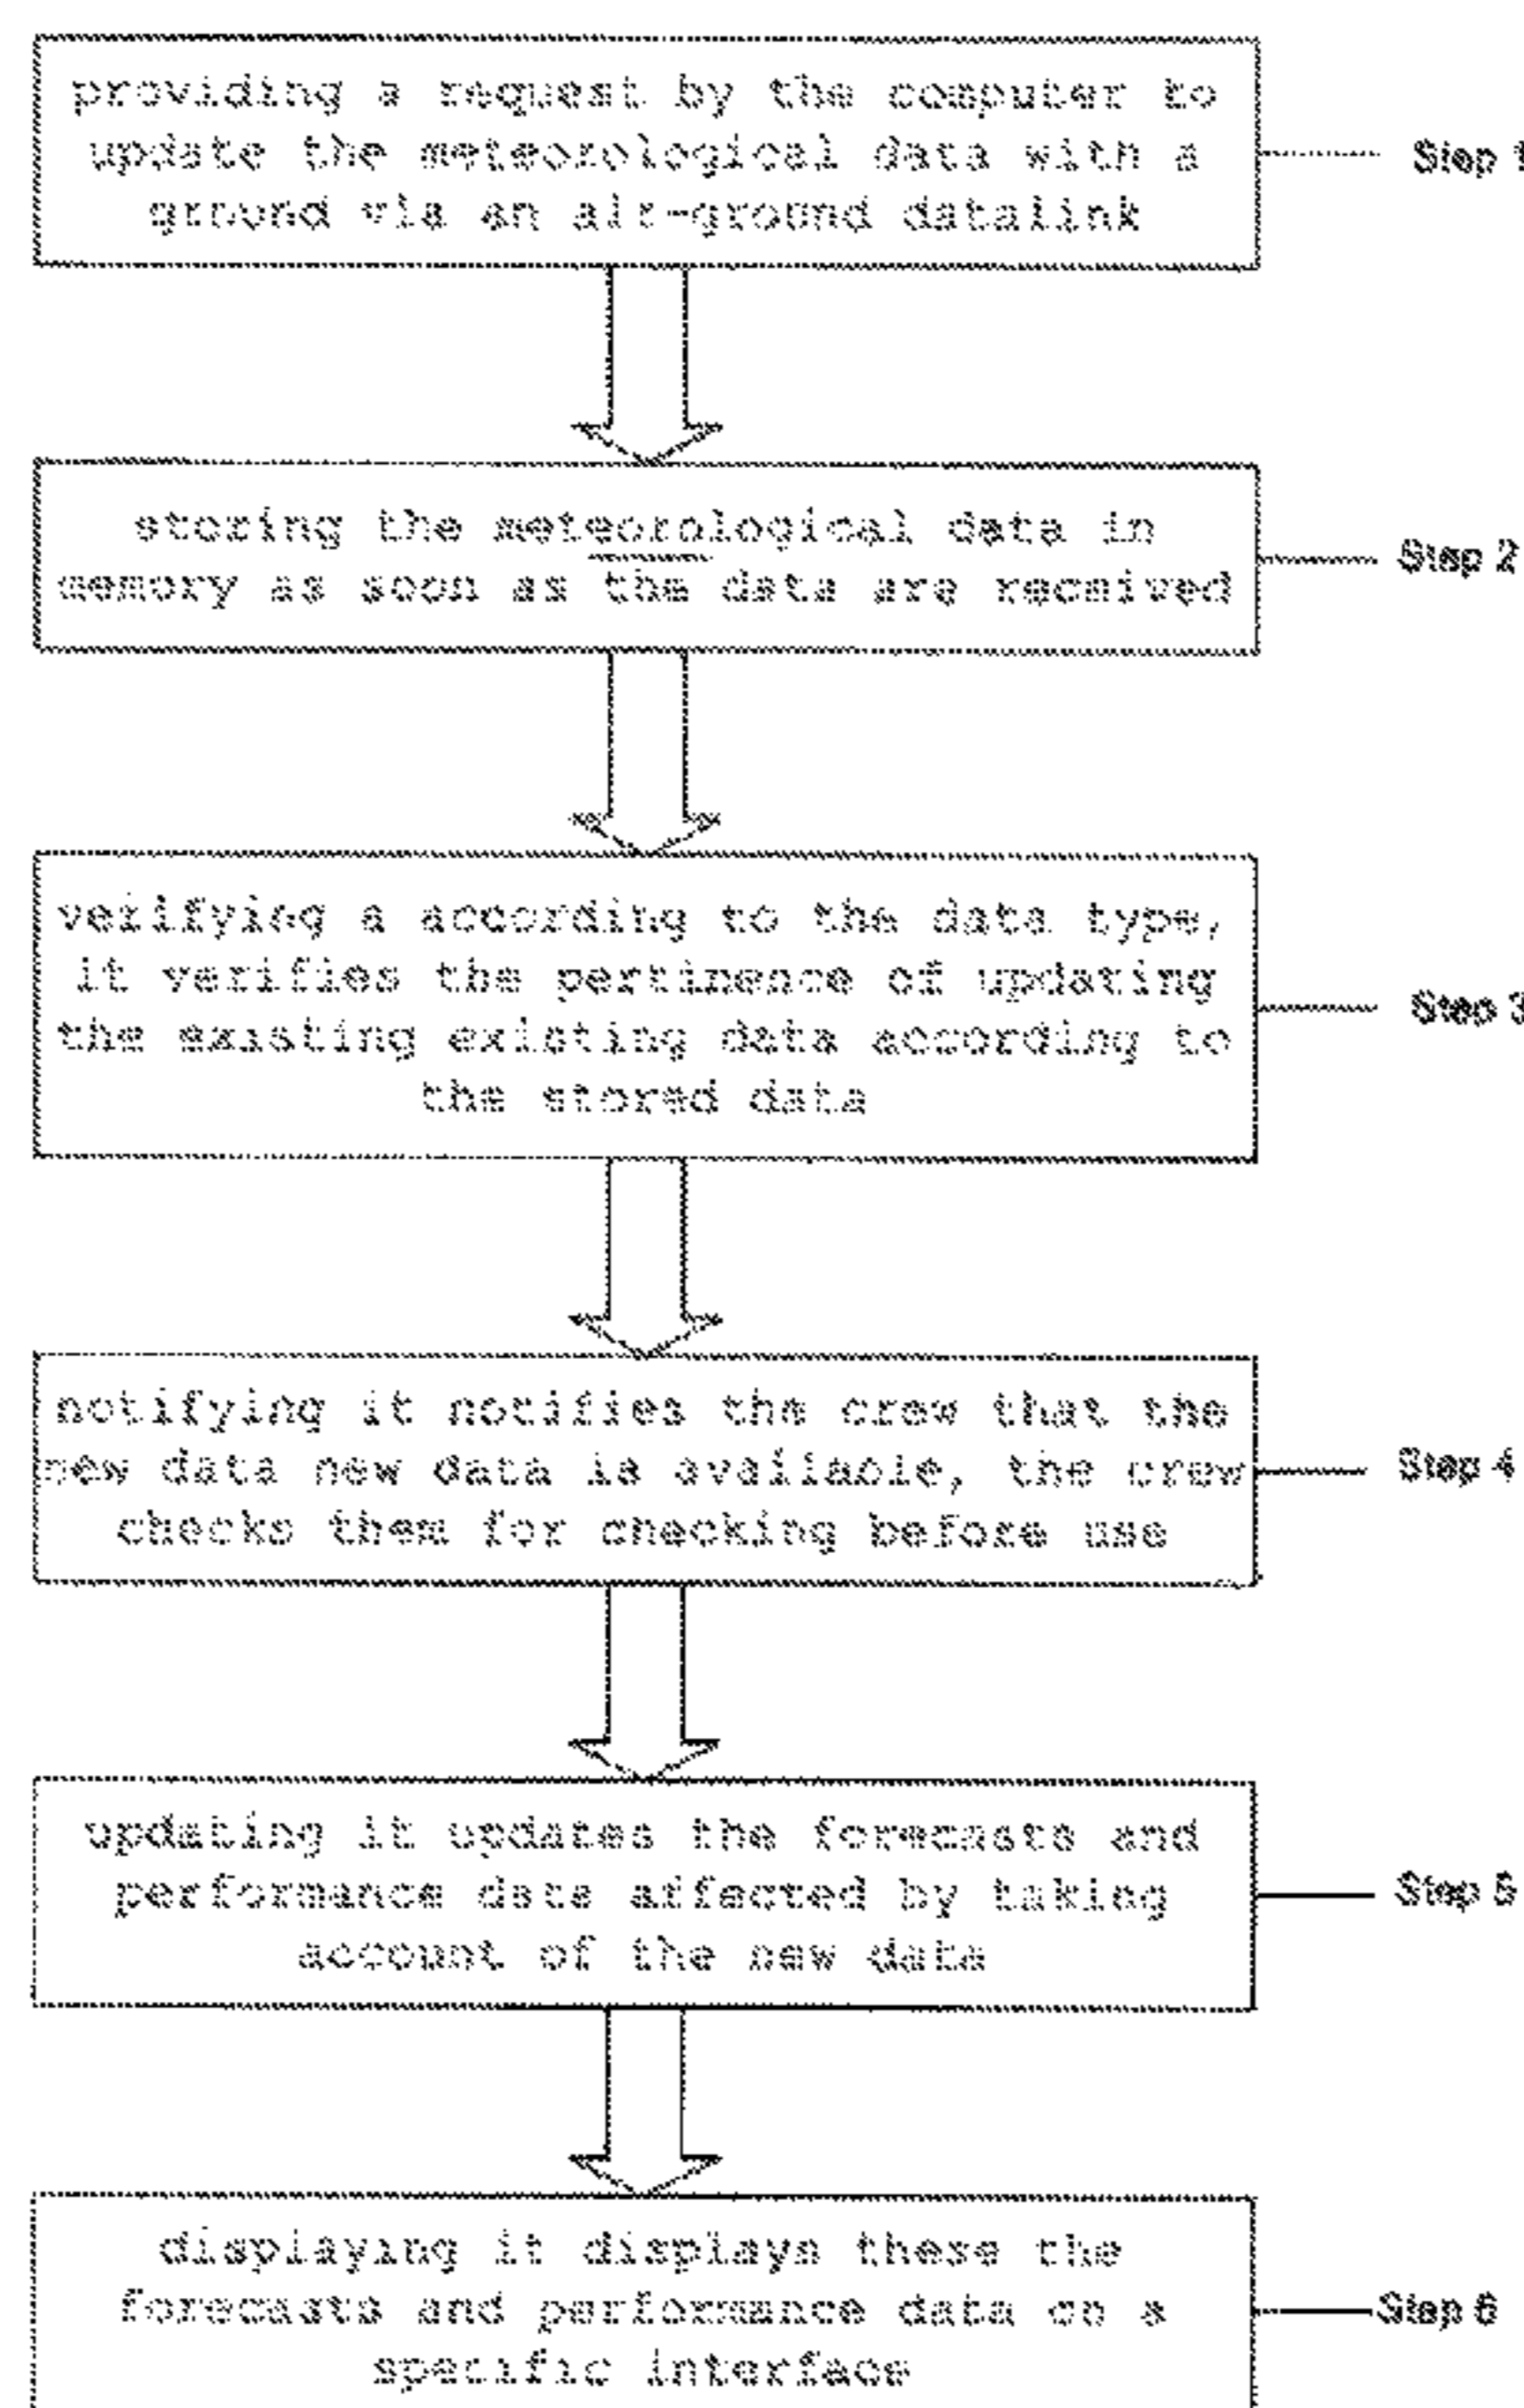 providing a request by the computer to
update the meteorological data with a
ground via an air-ground datalink
Step 1
storing the meteorological data in
memory as soon as the data are received
Step 2
verifying a according to the data type,
it verifies the pertinence of updating
the existing existing data according to
the stored data
Step 3
notifying it notifies the crew that the
new data new data is available, the crew
checks them for checking before use
Step 4
updating it updates the forecasts and
performance data affected by taking
account of the new data
Step 5
displaying it displays these the
forecasts and performance data on a
specific interface
Step 6